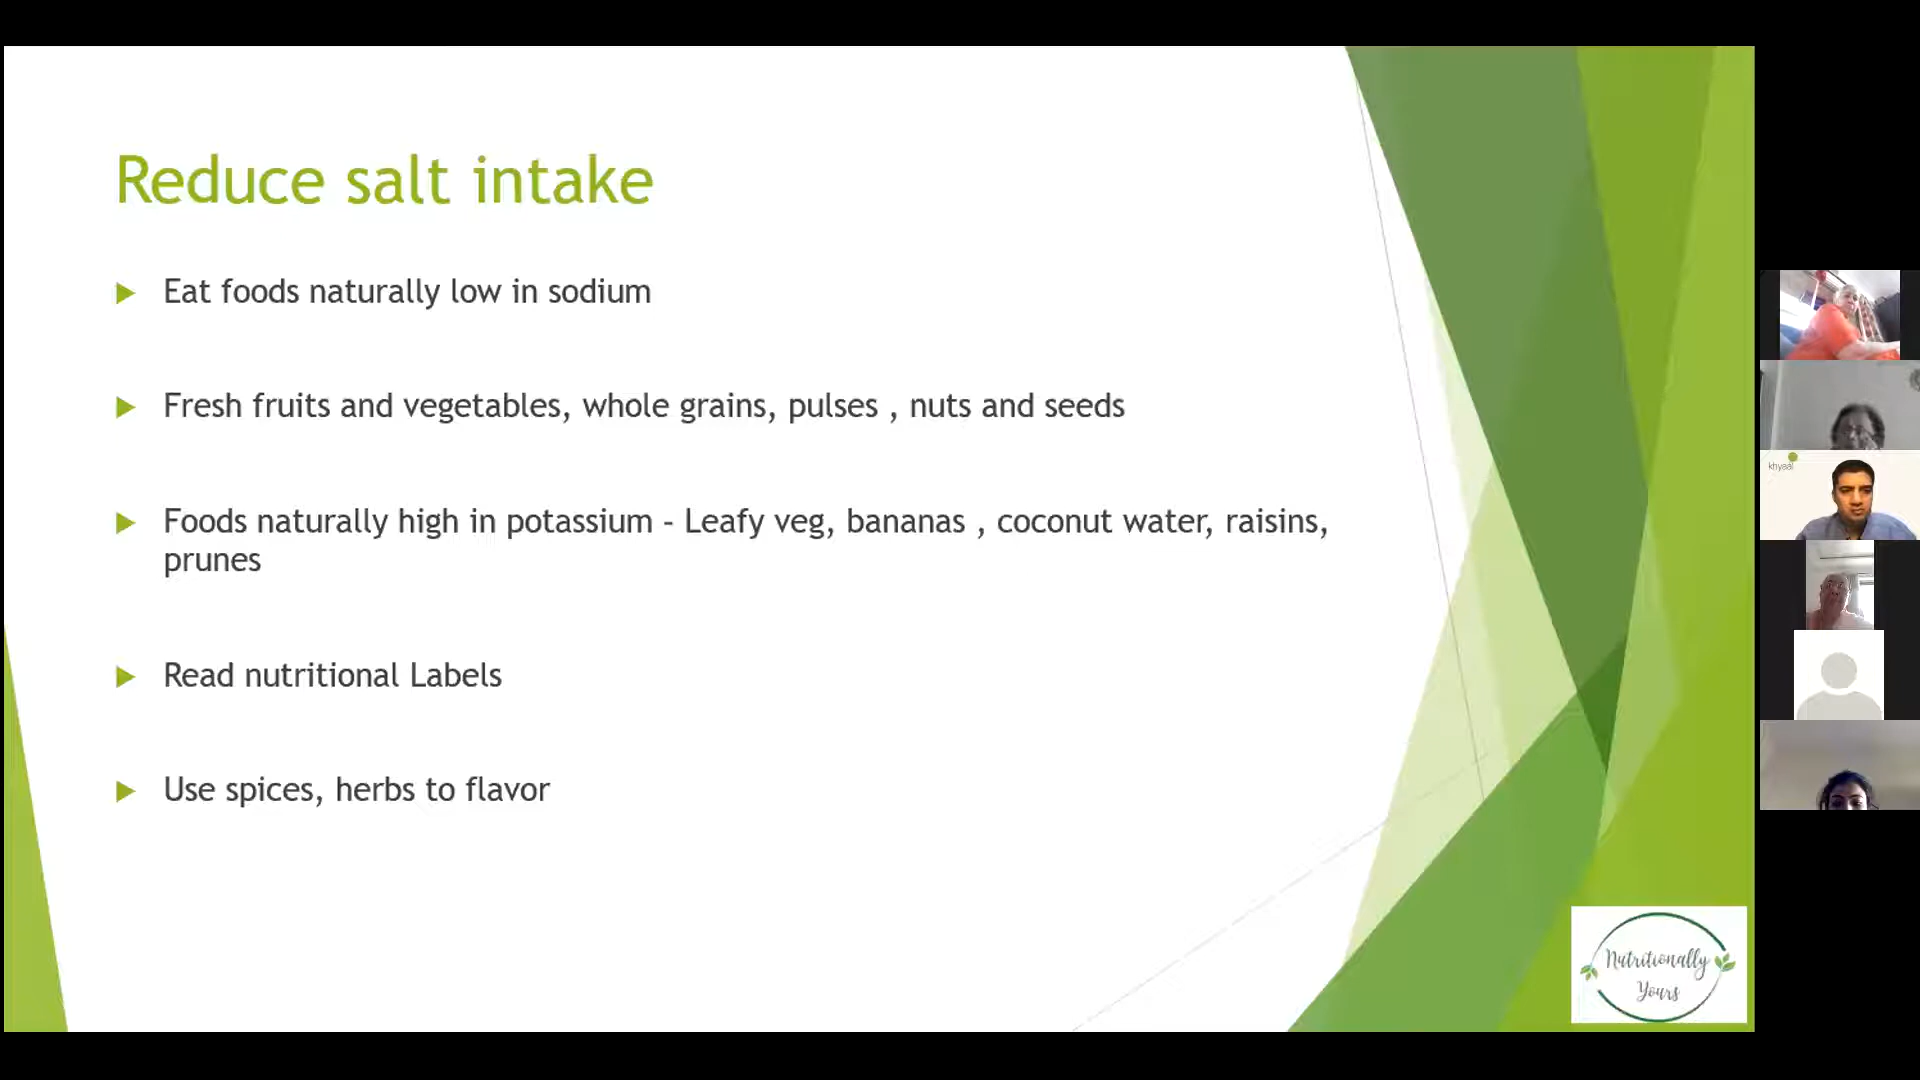 Reduce salt intake
Eat foods naturally low in sodium
Fresh fruits and vegetables, whole grains, pulses , nuts and seeds
Foods naturally high in potassium – Leafy veg, bananas , coconut water, raisins,
prunes
Read nutritional Labels
Use spices, herbs to flavor
khyaal
Nutritionally
Yours